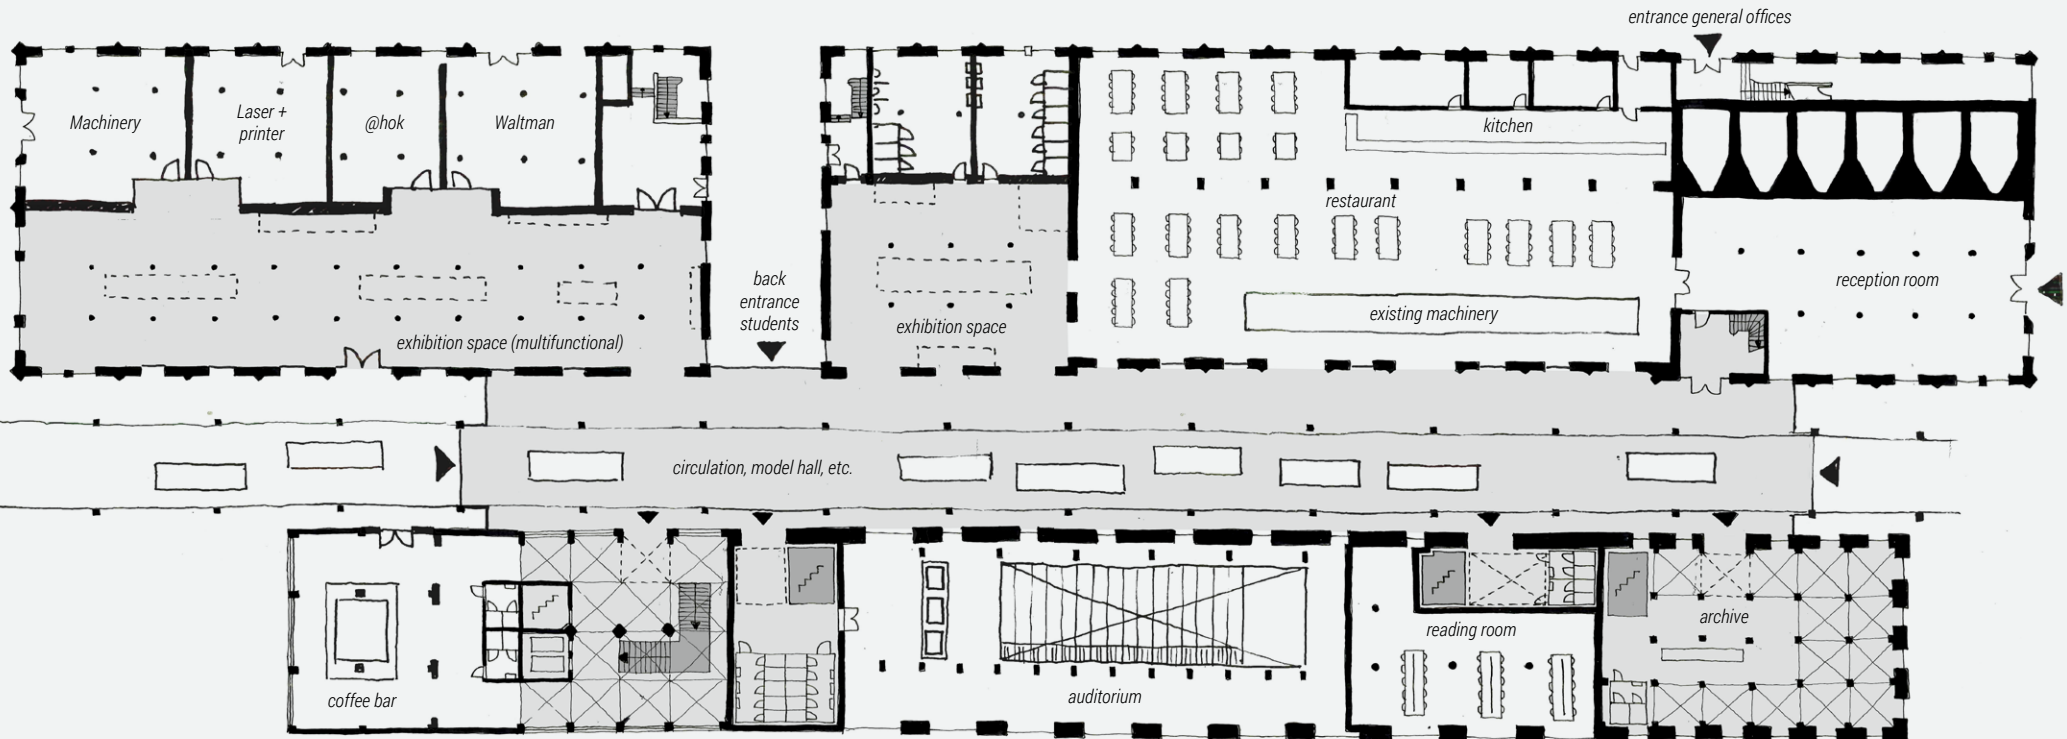 entrance general offices
Machinery
Laser +
printer
@hok
Waltman
kitchen
restaurant
back
entrance
students
reception room
existing machinery
exhibition space
exhibition space (multifunctional)
circulation, model hall, etc.
archive
reading room
coffee bar
auditorium